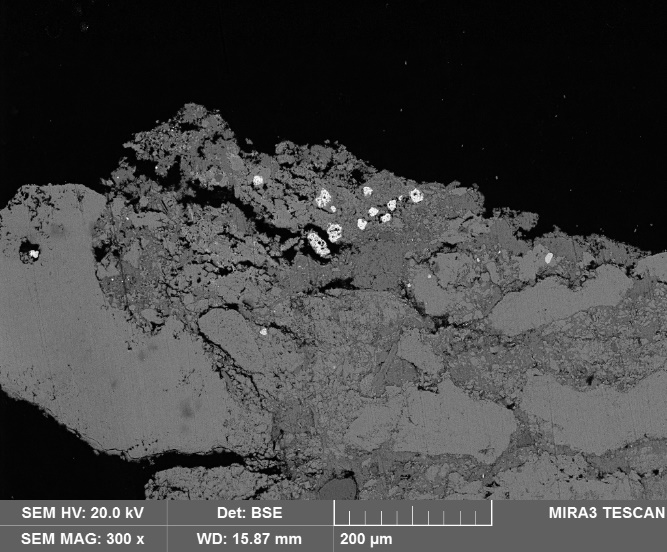 SEM HV: 20.0 kV Det: BSE MIRA3 TESCAN
SEM MAG: 300 x WD: 15.87 mm 200 µm